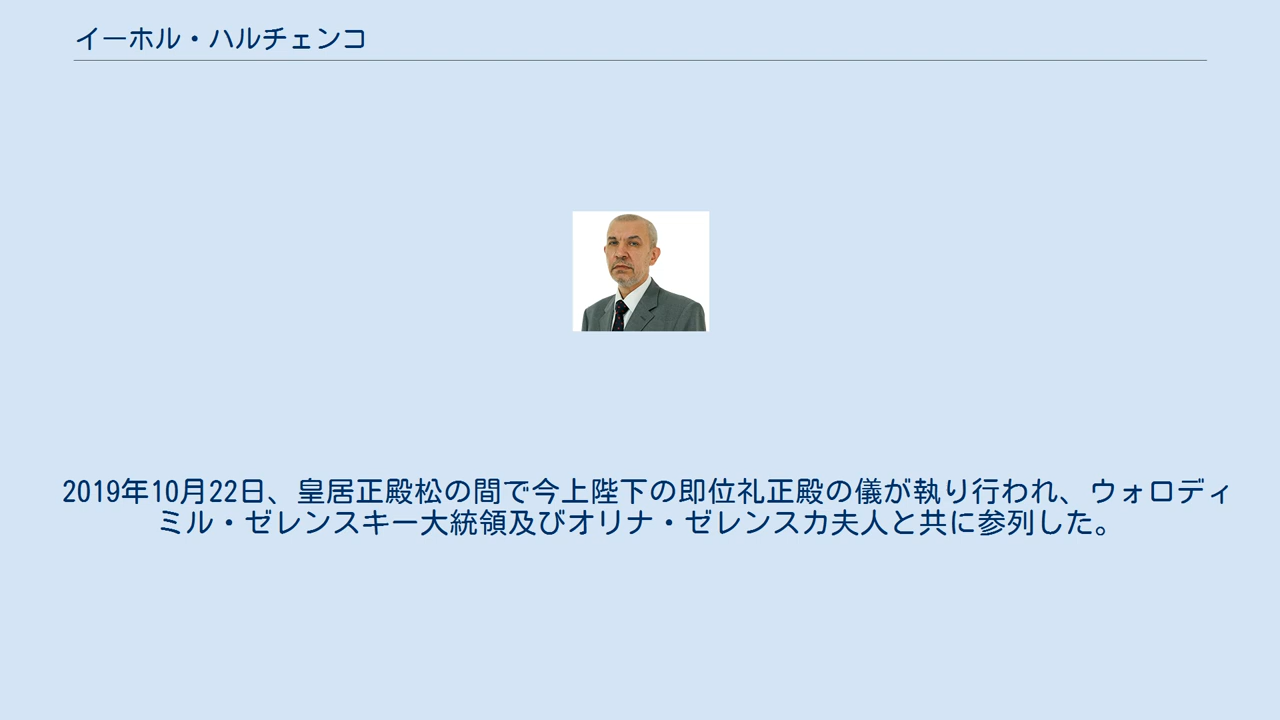 イーホル・ハルチェンコ
2019年10月22日、皇居正殿松の間で今上陛下の即位礼正殿の儀が執り行われ、ウォロディ
ミル・ゼレンスキー大統領及びオリナ・ゼレンスカ夫人と共に参列した。